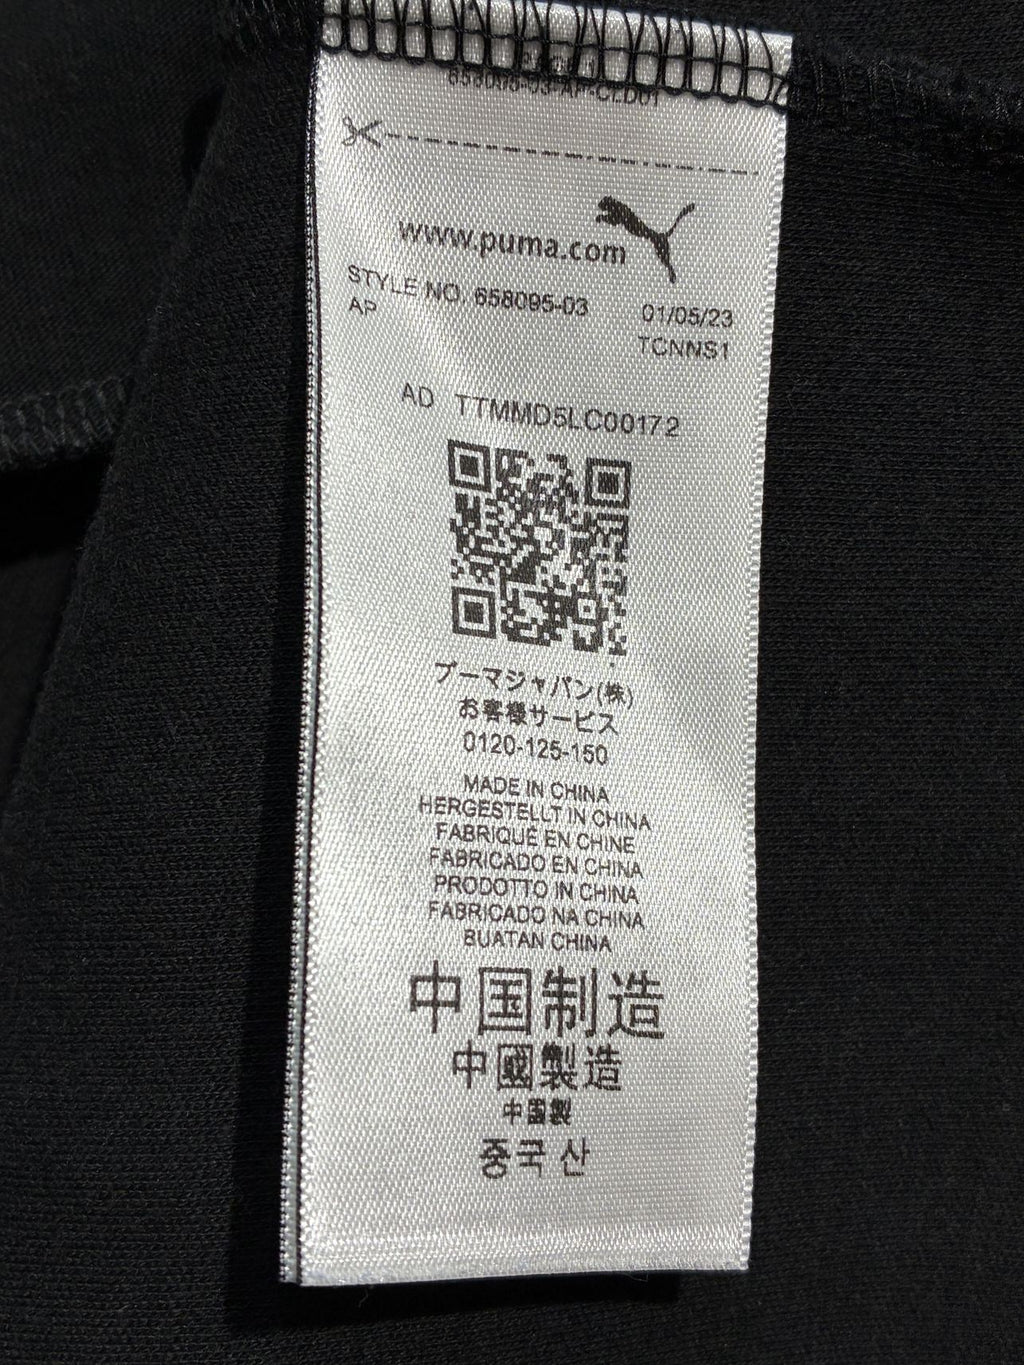 www.puma.com
STYLE NO. 658095-03 01/05/23
AP TCNNS1
AD TTMMD5LC00172
プーマジャパン(株)
お客様サービス
0120-125-150
MADE IN CHINA
HERGESTELLT IN CHINA
FABRIQUÉ EN CHINE
FABRICADO EN CHINA
PRODOTTO IN CHINA
FABRICADO NA CHINA
BUATAN CHINA
中国制造
中國製造
中国製
중국 산